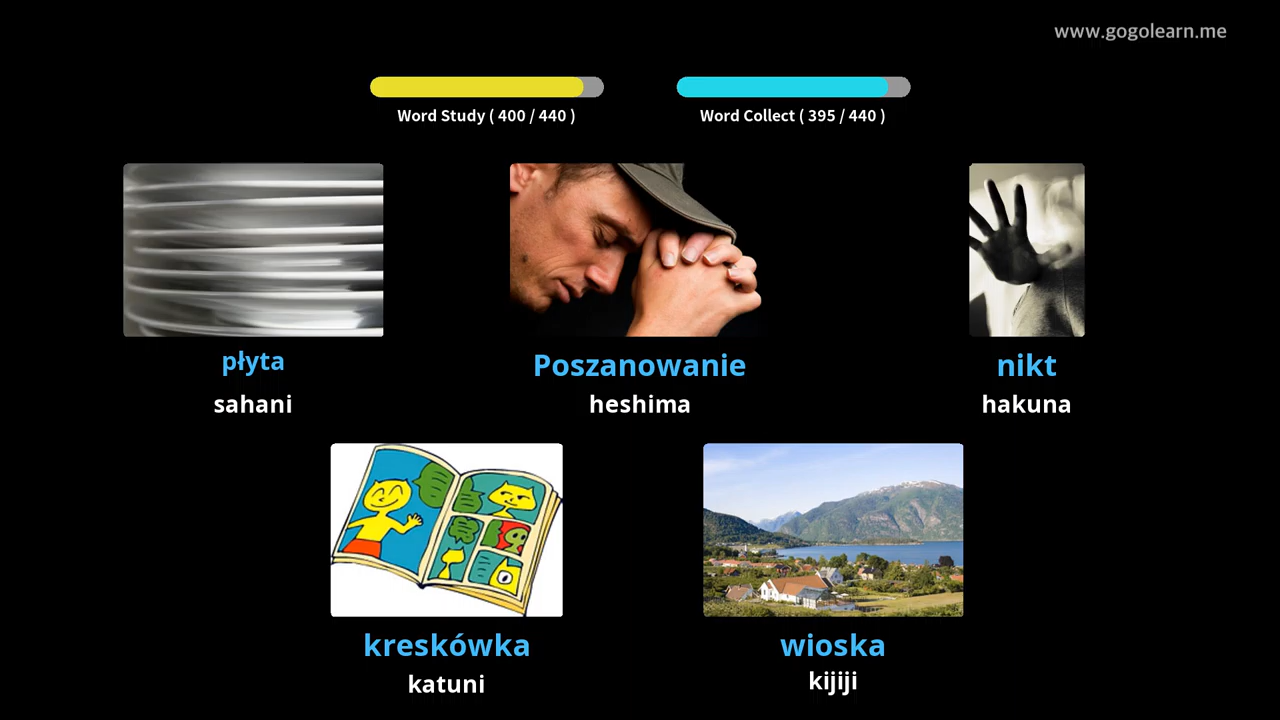 www.gogolearn.me
Word Study ( 400 / 440 )
Word Collect ( 395 / 440 )
płyta
sahani
Poszanowanie
heshima
nikt
hakuna
kreskówka
katuni
wioska
kijiji